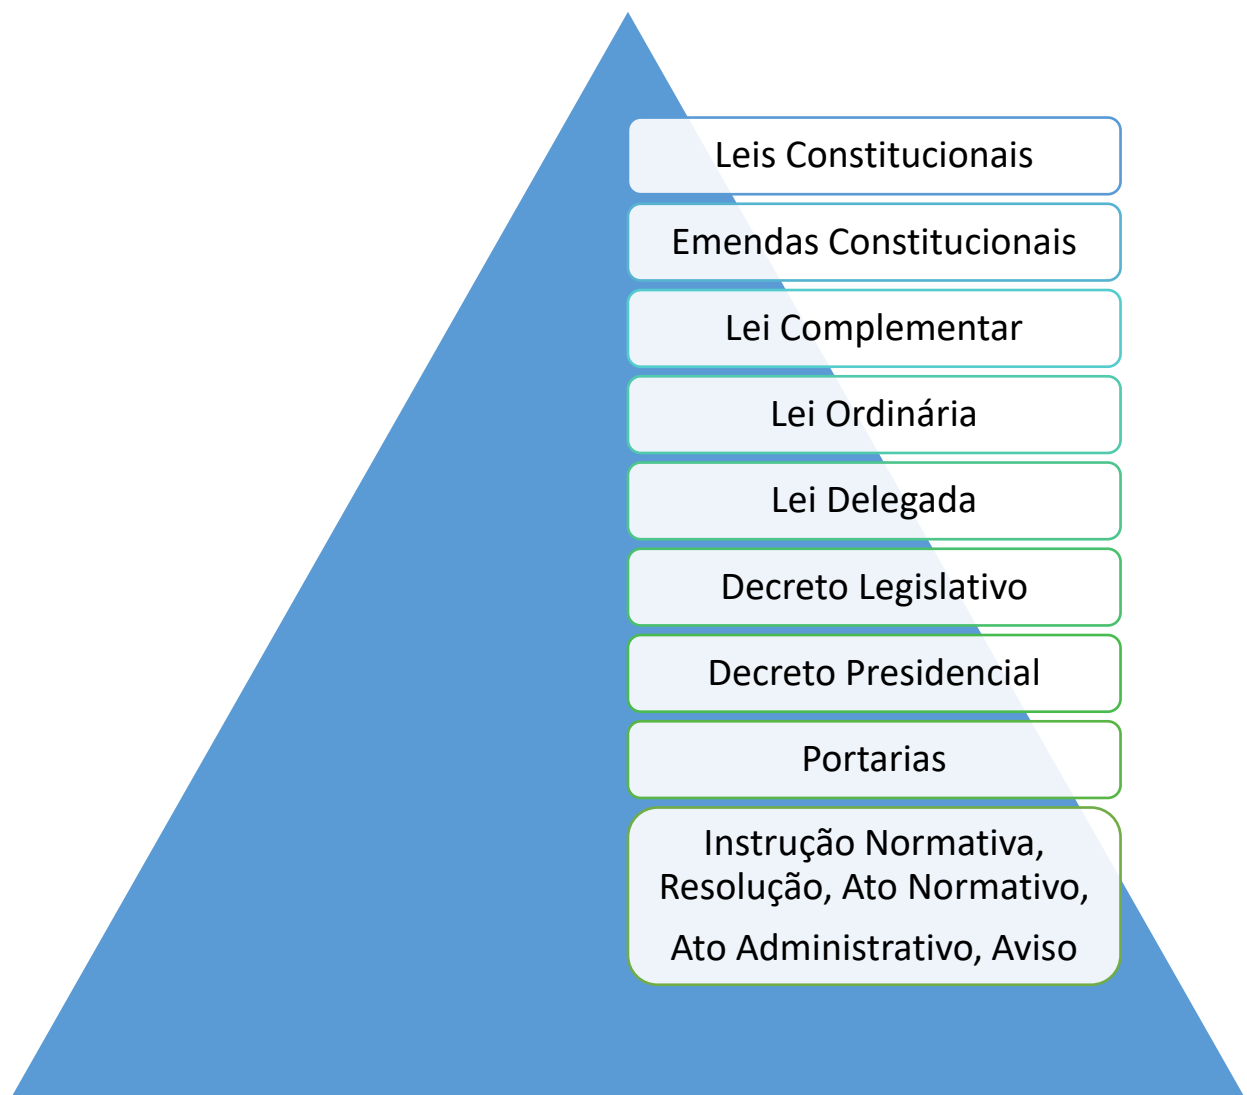 Leis Constitucionais
Emendas Constitucionais
Lei Complementar
Lei Ordinária
Lei Delegada
Decreto Legislativo
Decreto Presidencial
Portarias
Instrução Normativa,
Resolução, Ato Normativo,
Ato Administrativo, Aviso